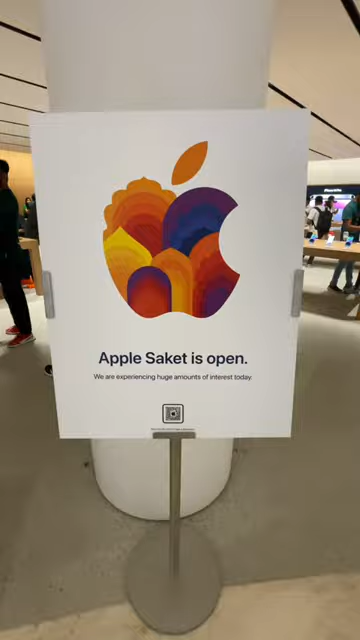 Apple Saket is open.
We are experiencing huge amounts of interest today.